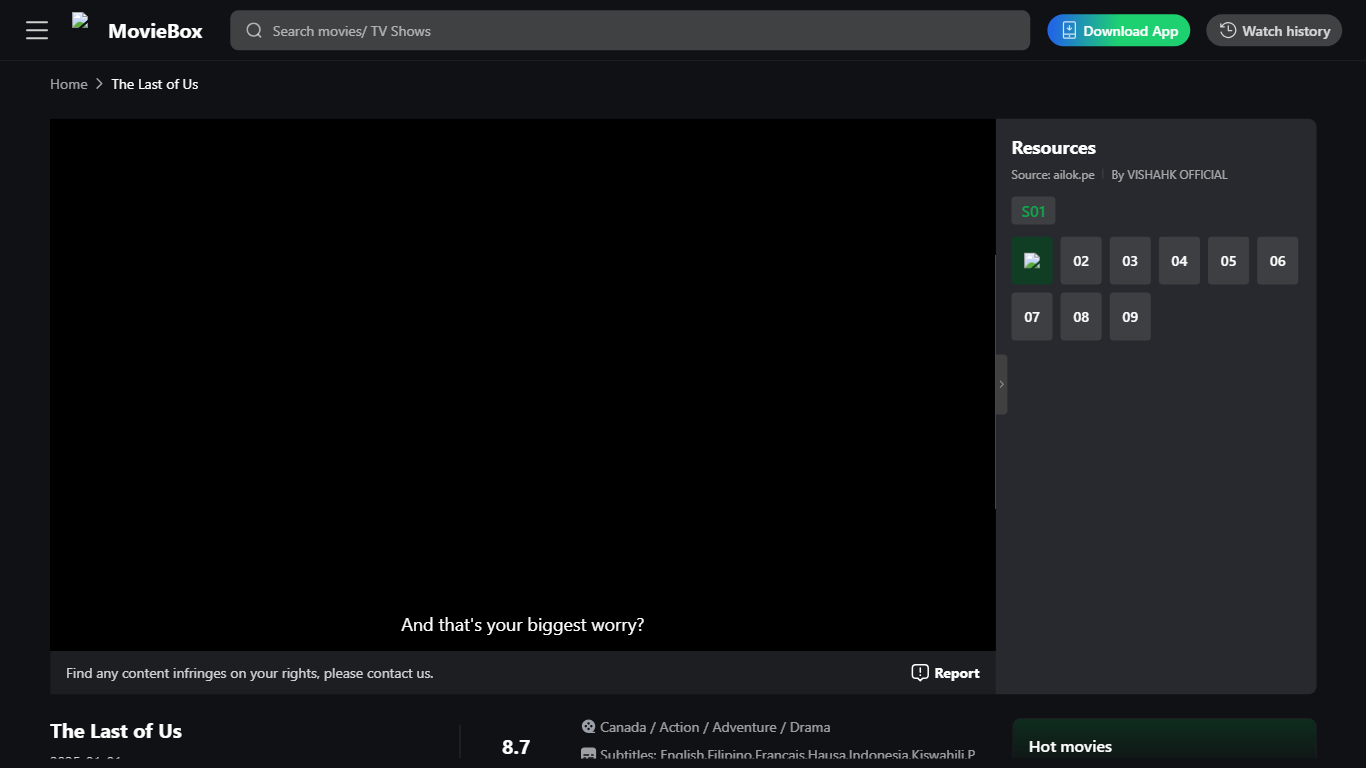 MovieBox
Search movies/ TV Shows
Download App
Watch history
Home
The Last of Us
Resources
Source: ailok.pe
By VISHAHK OFFICIAL
S01
02 03 04 05 06
07 08 09
And that's your biggest worry?
Find any content infringes on your rights, please contact us.
Report
The Last of Us
8.7
Canada / Action / Adventure / Drama
Subtitles: English,Filipino,Français,Hausa,Indonesia,Kiswahili,P
Hot movies